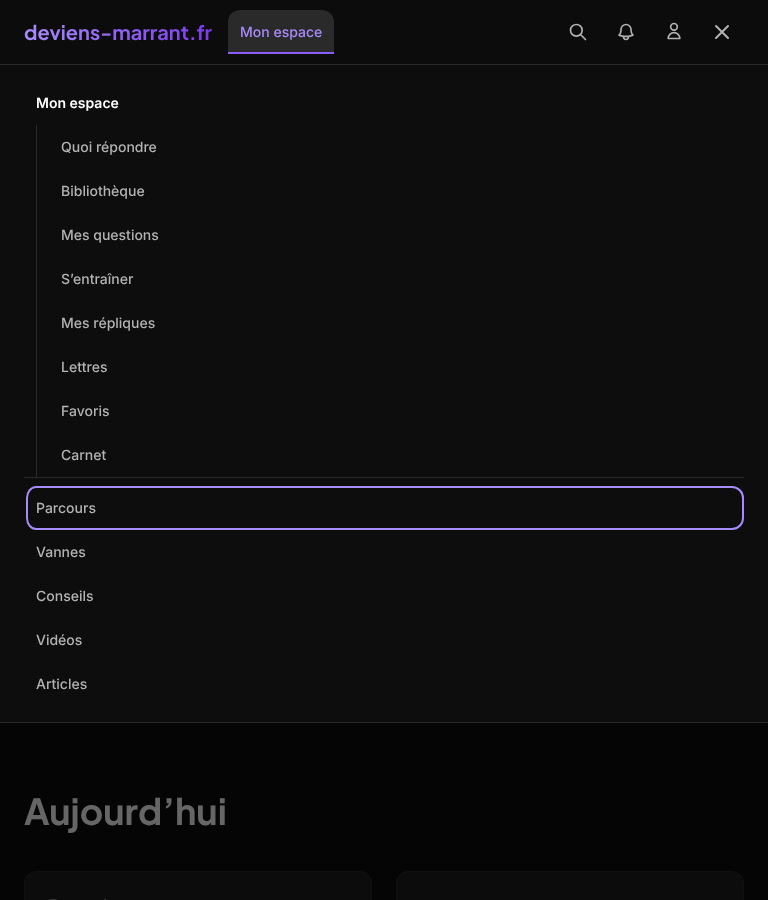 deviens-marrant.fr
Mon espace
Mon espace
Quoi répondre
Bibliothèque
Mes questions
S’entraîner
Mes répliques
Lettres
Favoris
Carnet
Parcours
Vannes
Conseils
Vidéos
Articles
Aujourd’hui